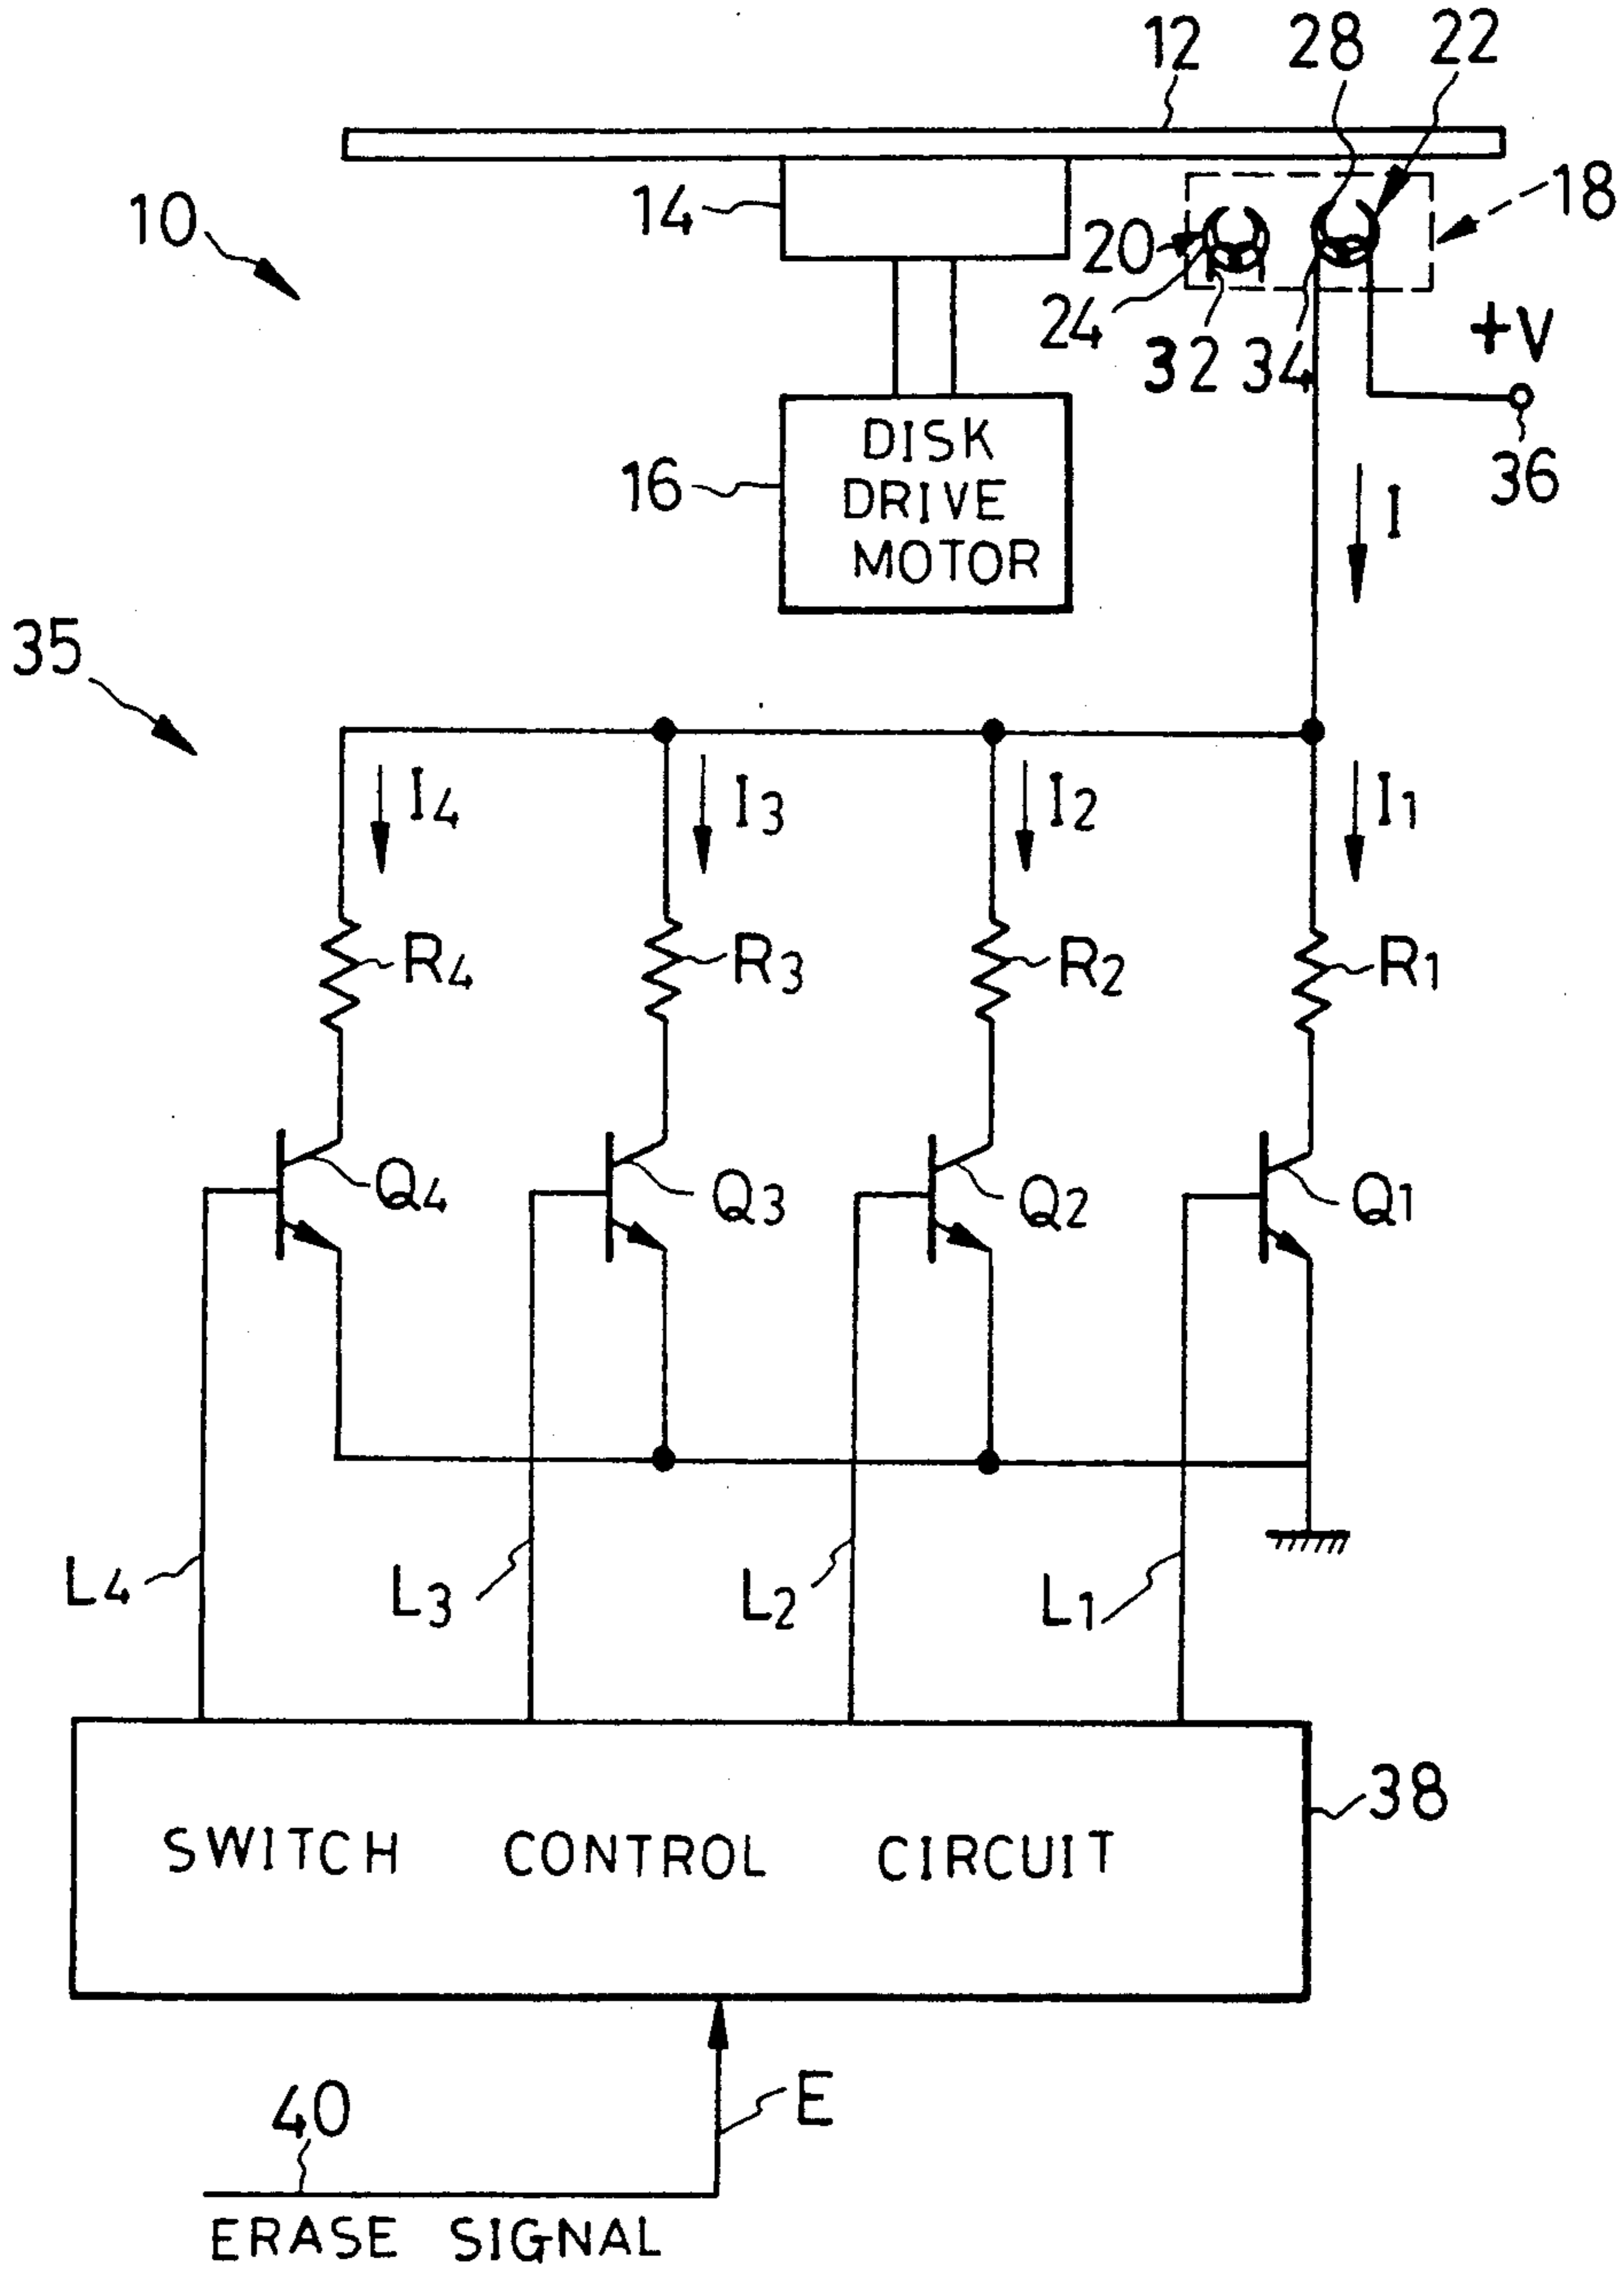 12 28 22
10
14
20
18
24
32 34
+V
36
DISK
DRIVE
MOTOR
16
I
35
I4 I3 I2 I1
R4 R3 R2 R1
Q4 Q3 Q2 Q1
L4 L3 L2 L1
38
SWITCH CONTROL CIRCUIT
40
E
ERASE SIGNAL